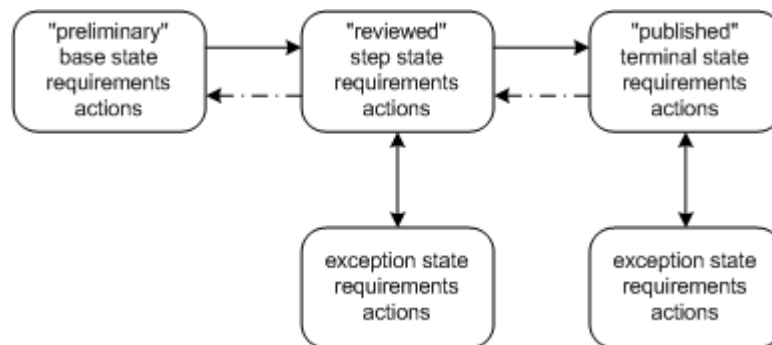 "preliminary"
base state
requirements
actions
"reviewed"
step state
requirements
actions
"published"
terminal state
requirements
actions
exception state
requirements
actions
exception state
requirements
actions